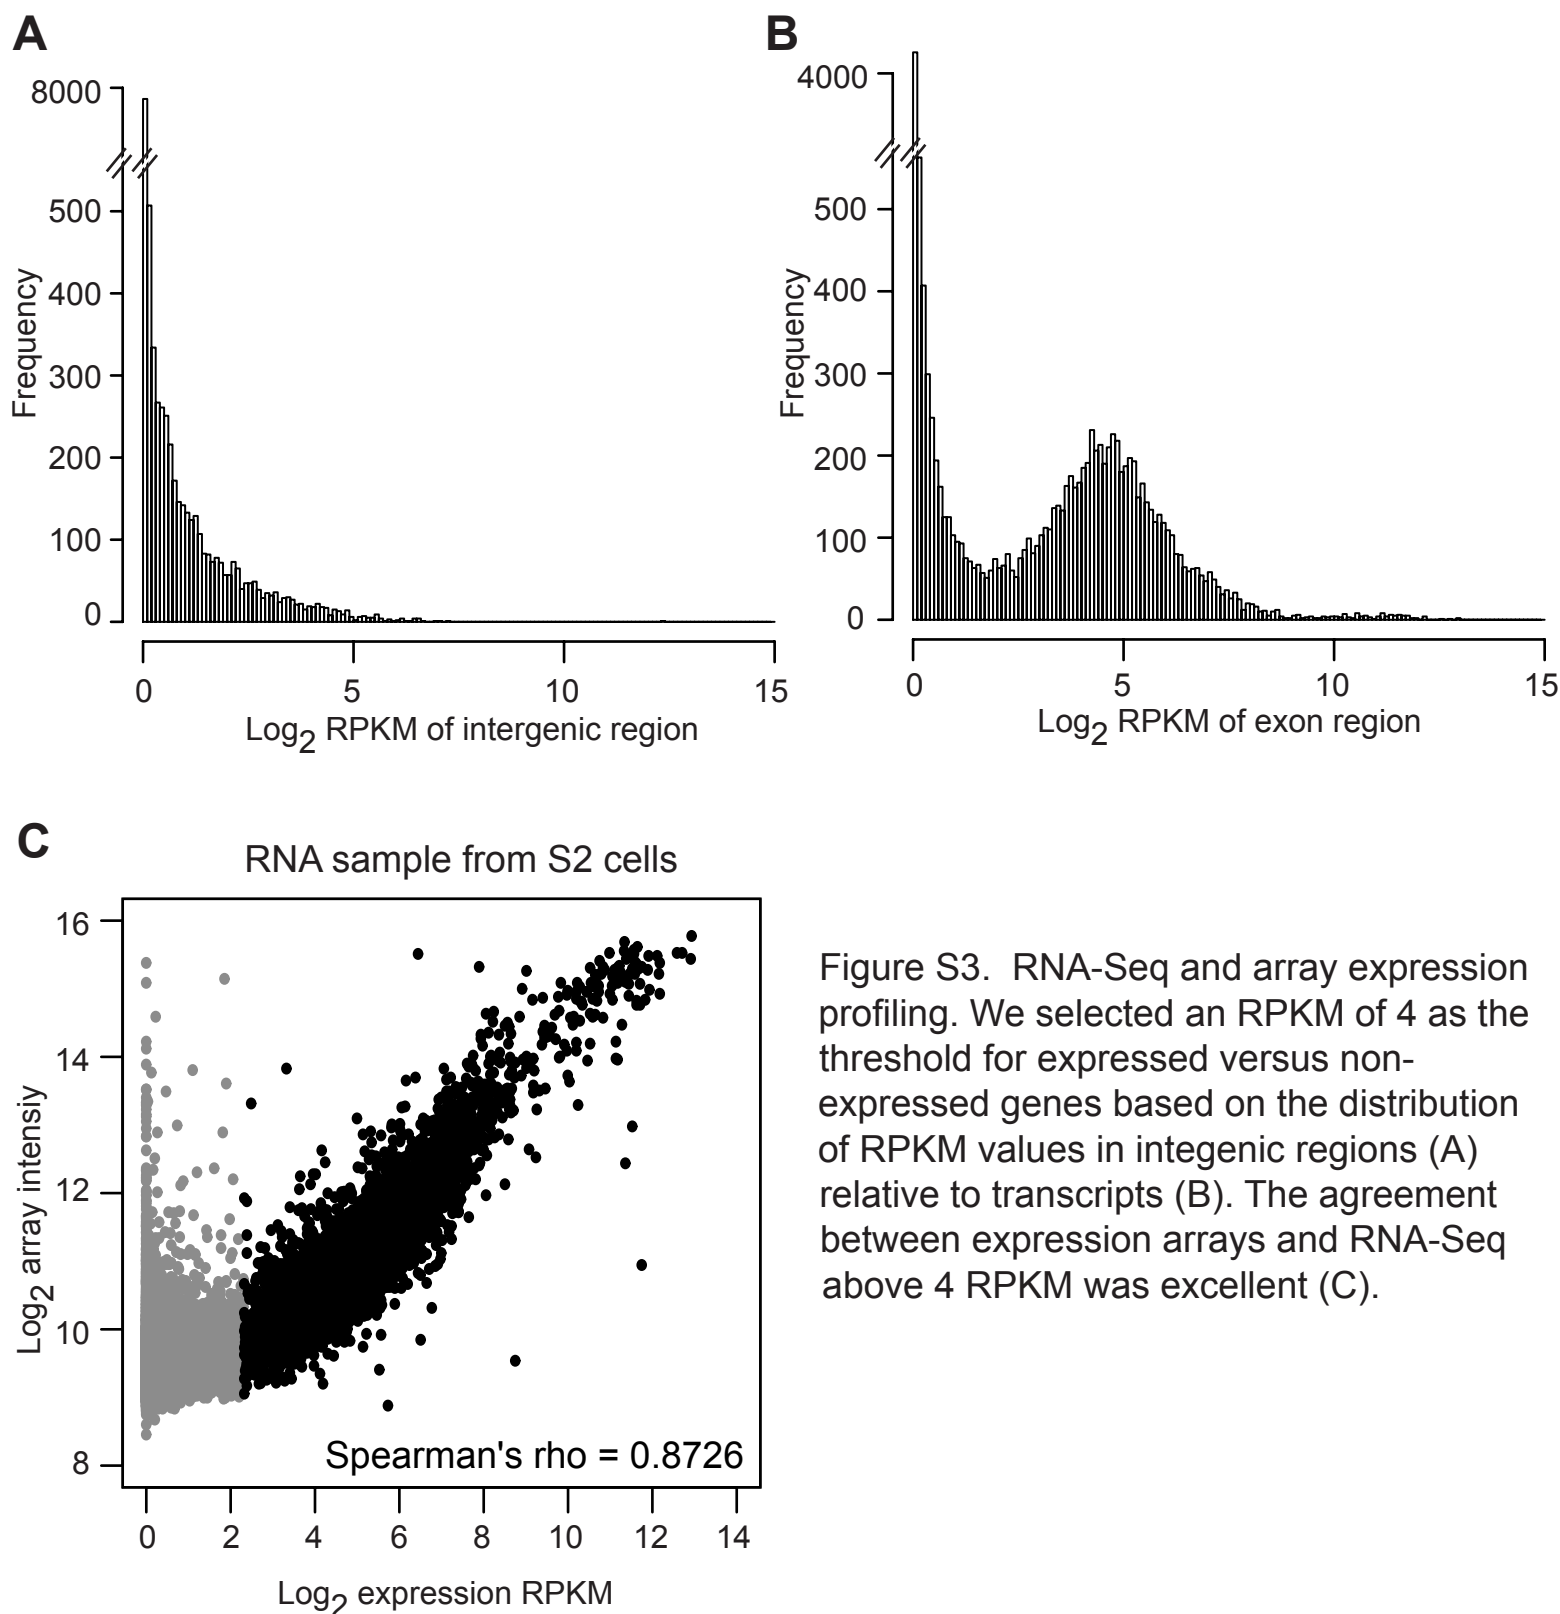 A
8000
500
400
300
200
100
0
Frequency
0 5 10 15
Log2 RPKM of intergenic region
B
4000
500
400
300
200
100
0
Frequency
0 5 10 15
Log2 RPKM of exon region
C
RNA sample from S2 cells
16
14
12
10
8
Log2 array intensiy
Spearman's rho = 0.8726
0 2 4 6 8 10 12 14
Log2 expression RPKM
Figure S3. RNA-Seq and array expression
profiling. We selected an RPKM of 4 as the
threshold for expressed versus non-
expressed genes based on the distribution
of RPKM values in integenic regions (A)
relative to transcripts (B). The agreement
between expression arrays and RNA-Seq
above 4 RPKM was excellent (C).